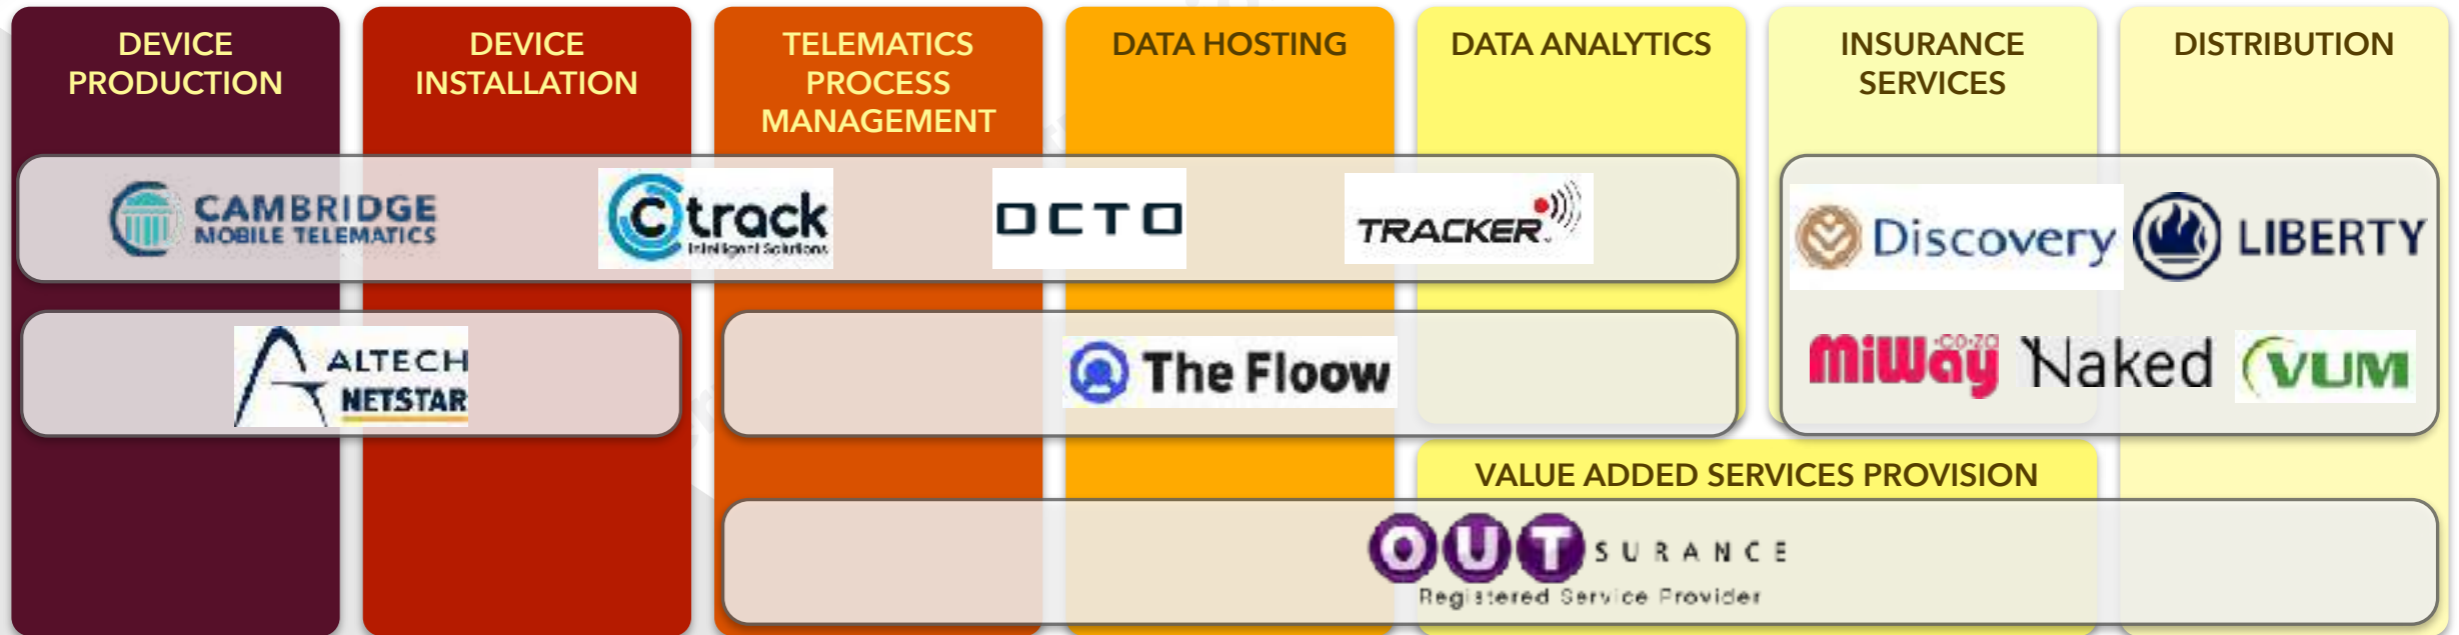 DEVICE
PRODUCTION
DEVICE
INSTALLATION
TELEMATICS
PROCESS
MANAGEMENT
DATA HOSTING
DATA ANALYTICS
INSURANCE
SERVICES
DISTRIBUTION
CAMBRIDGE
MOBILE TELEMATICS
Ctrack
Intelligent Solutions
OCTO
TRACKER
Discovery
LIBERTY
ALTECH
NETSTAR
The Floow
MiWay
.CO.ZA
Naked
VUM
VALUE ADDED SERVICES PROVISION
OUTSURANCE
Registered Service Provider